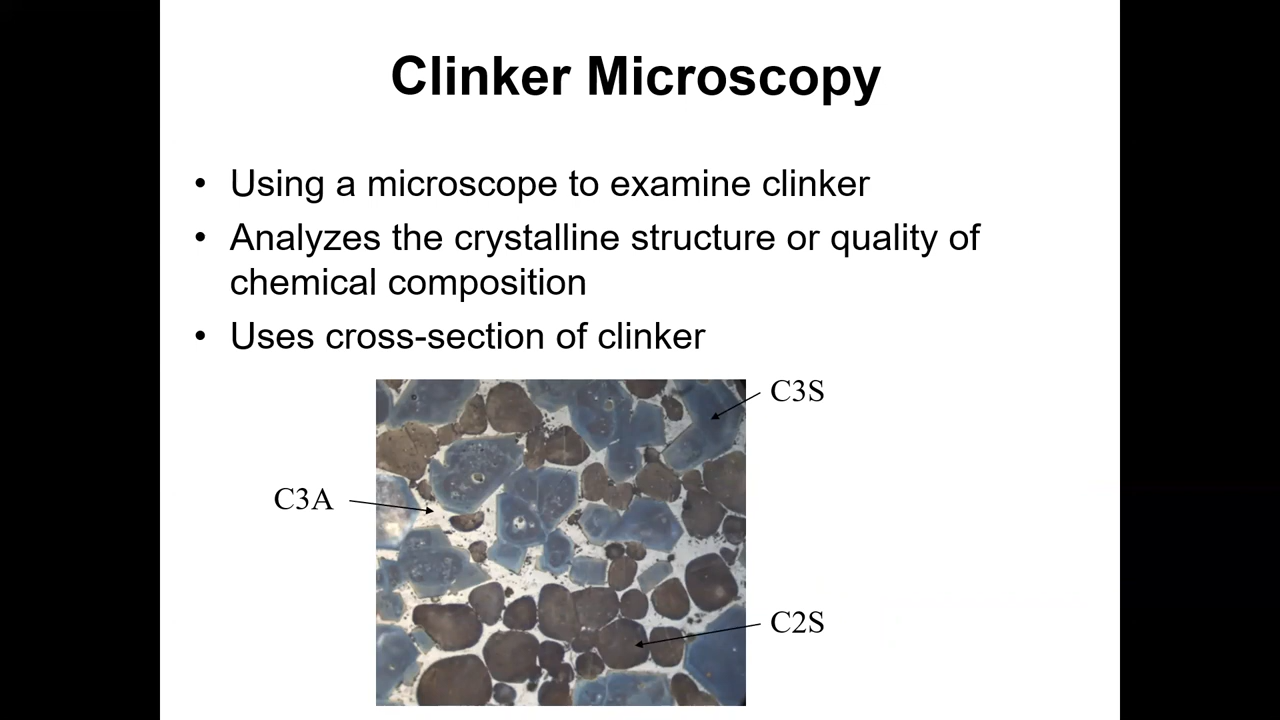 Clinker Microscopy
• Using a microscope to examine clinker
• Analyzes the crystalline structure or quality of
chemical composition
• Uses cross-section of clinker
C3S
C3A
C2S